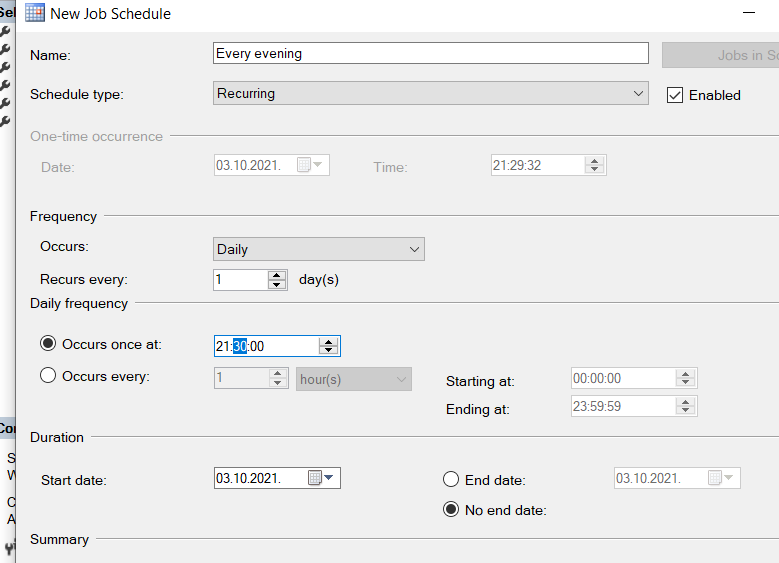 Sel
New Job Schedule
Name: Every evening Jobs in Sc
Schedule type: Recurring Enabled
One-time occurrence
Date: 03.10.2021. Time: 21:29:32
Frequency
Occurs: Daily
Recurs every: 1 day(s)
Daily frequency
Occurs once at: 21:30:00
Occurs every: 1 hour(s) Starting at: 00:00:00
Ending at: 23:59:59
Con
Duration
S
W
Start date: 03.10.2021. End date: 03.10.2021.
C
A
No end date:
Summary